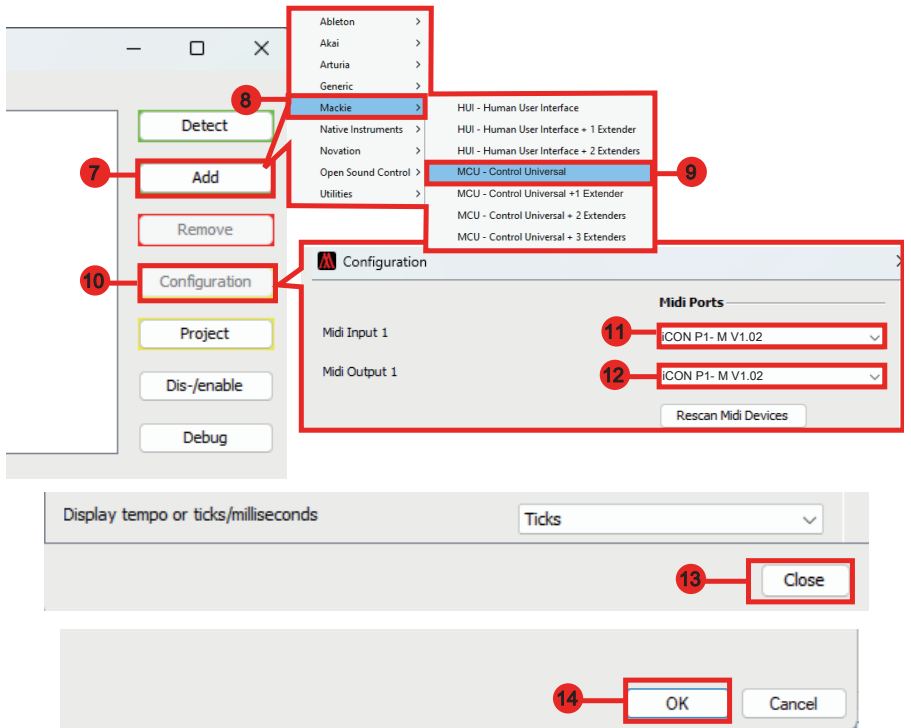 Ableton >
Akai >
Arturia >
Generic >
8
Mackie >
HUI - Human User Interface
Detect
Native Instruments >
HUI - Human User Interface + 1 Extender
Novation >
HUI - Human User Interface + 2 Extenders
7
Add
Open Sound Control >
MCU - Control Universal
9
Utilities >
MCU - Control Universal +1 Extender
MCU - Control Universal + 2 Extenders
Remove
MCU - Control Universal + 3 Extenders
Configuration
10
Configuration
Midi Ports
Project
Midi Input 1
11
iCON P1- M V1.02
Midi Output 1
12
iCON P1- M V1.02
Dis-/enable
Rescan Midi Devices
Debug
Display tempo or ticks/milliseconds
Ticks
13
Close
14
OK
Cancel